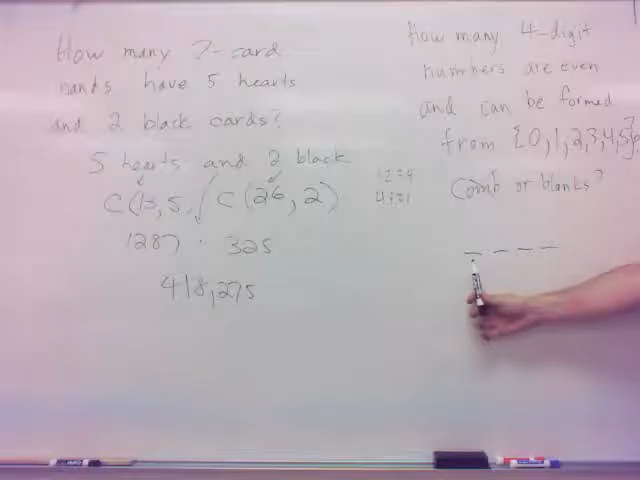 How many 7-card
hands have 5 hearts
and 2 black cards?
5 hearts and 2 black
C(13, 5) C(26, 2)
1287 · 325
418,275
How many 4-digit
numbers are even
and can be formed
from {0,1,2,3,4,5}?
1234
4321
Comb or blanks?
_ _ _ _